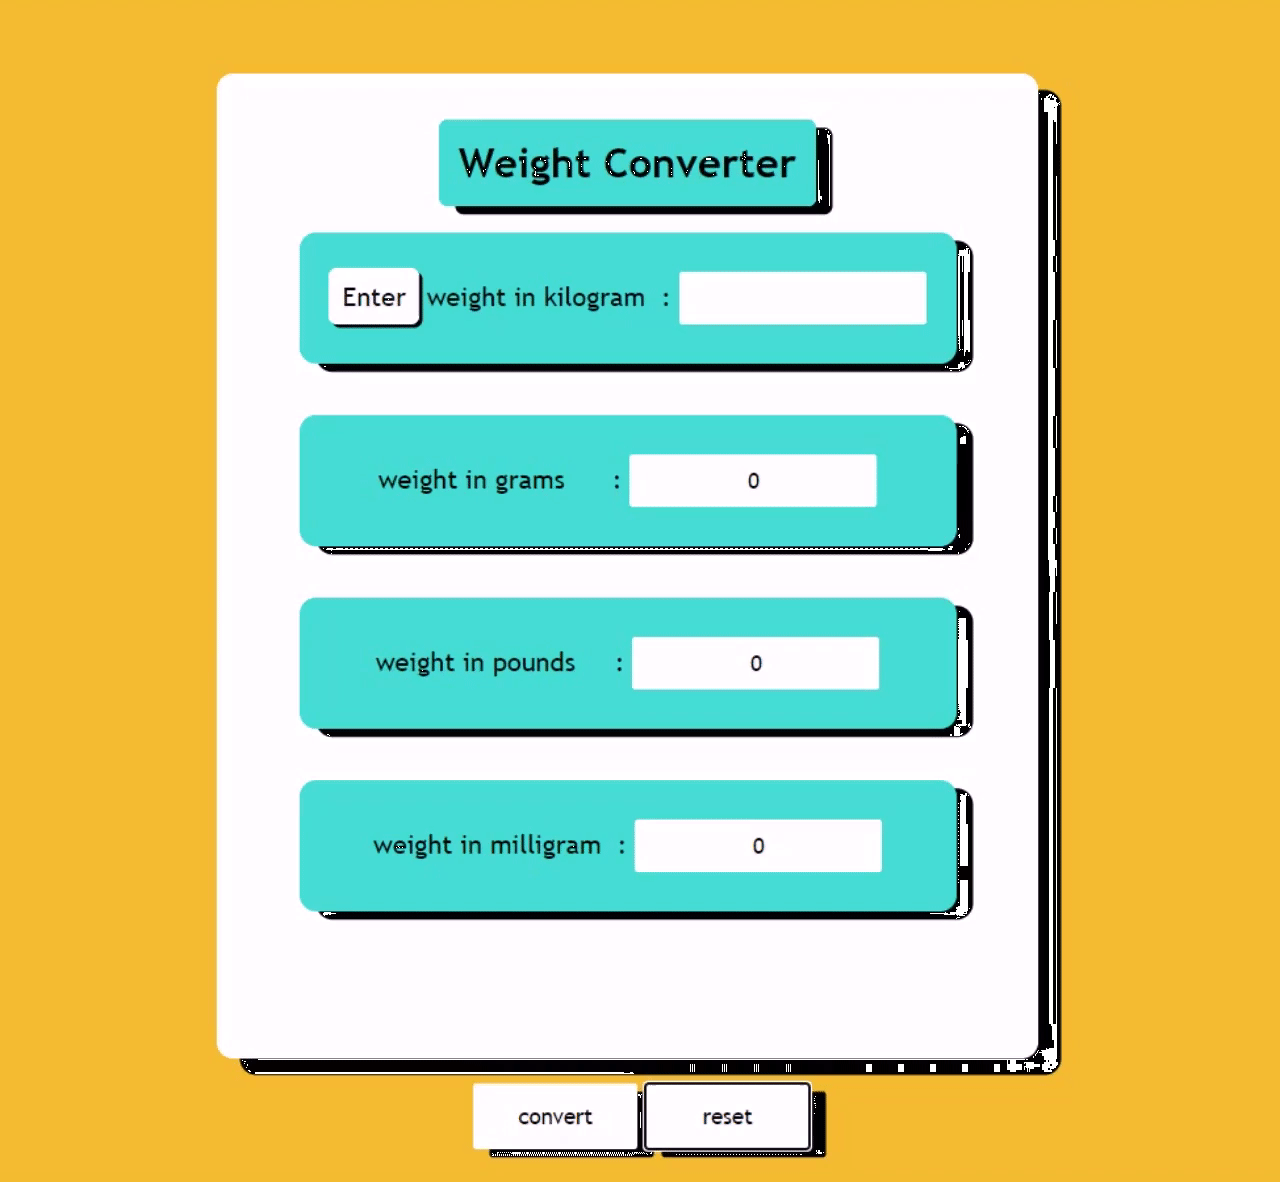 Weight Converter
Enter weight in kilogram :
weight in grams : 0
weight in pounds : 0
weight in milligram : 0
convert reset